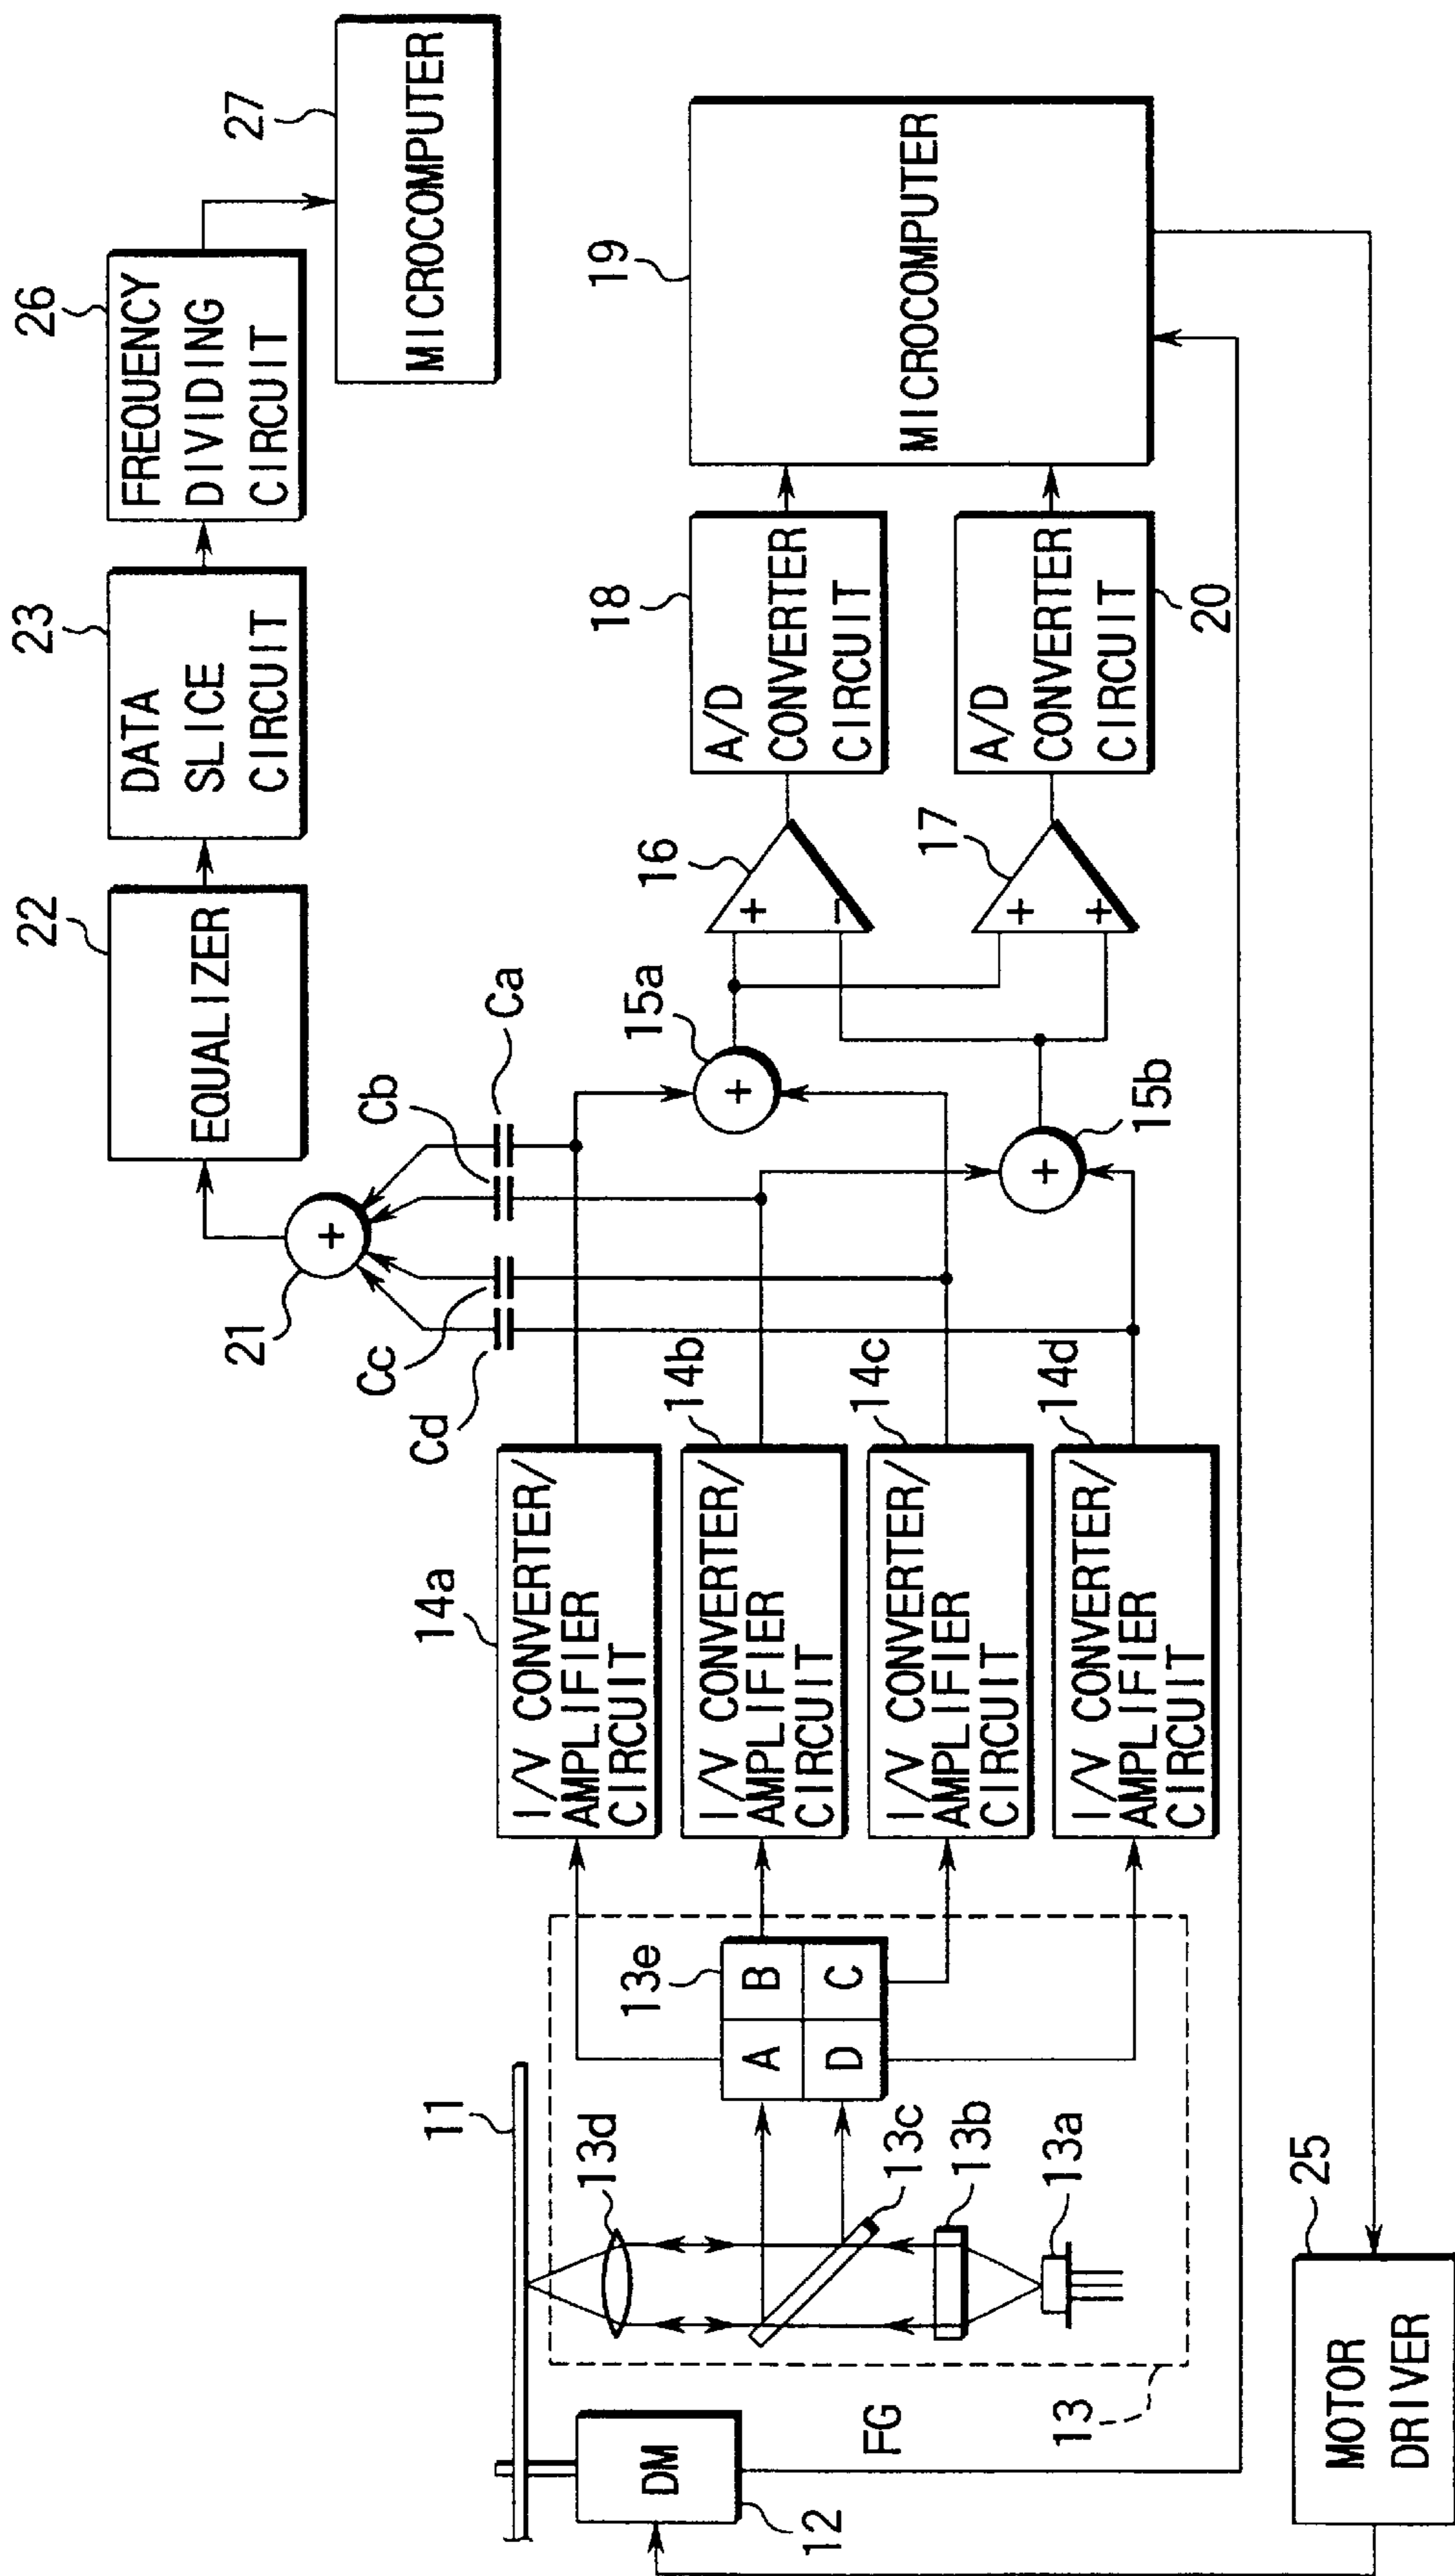 26
FREQUENCY
DIVIDING
CIRCUIT
27
MICROCOMPUTER
23
DATA
SLICE
CIRCUIT
22
EQUALIZER
21
+
Ca
Cb
Cc
Cd
11
12
DM
FG
13
13a
13b
13c
13d
13e
A
B
D
C
14a
I/V CONVERTER/
AMPLIFIER
CIRCUIT
14b
I/V CONVERTER/
AMPLIFIER
CIRCUIT
14c
I/V CONVERTER/
AMPLIFIER
CIRCUIT
14d
I/V CONVERTER/
AMPLIFIER
CIRCUIT
15a
+
15b
+
16
+
−
17
+
+
18
A/D
CONVERTER
CIRCUIT
20
A/D
CONVERTER
CIRCUIT
19
MICROCOMPUTER
25
MOTOR
DRIVER